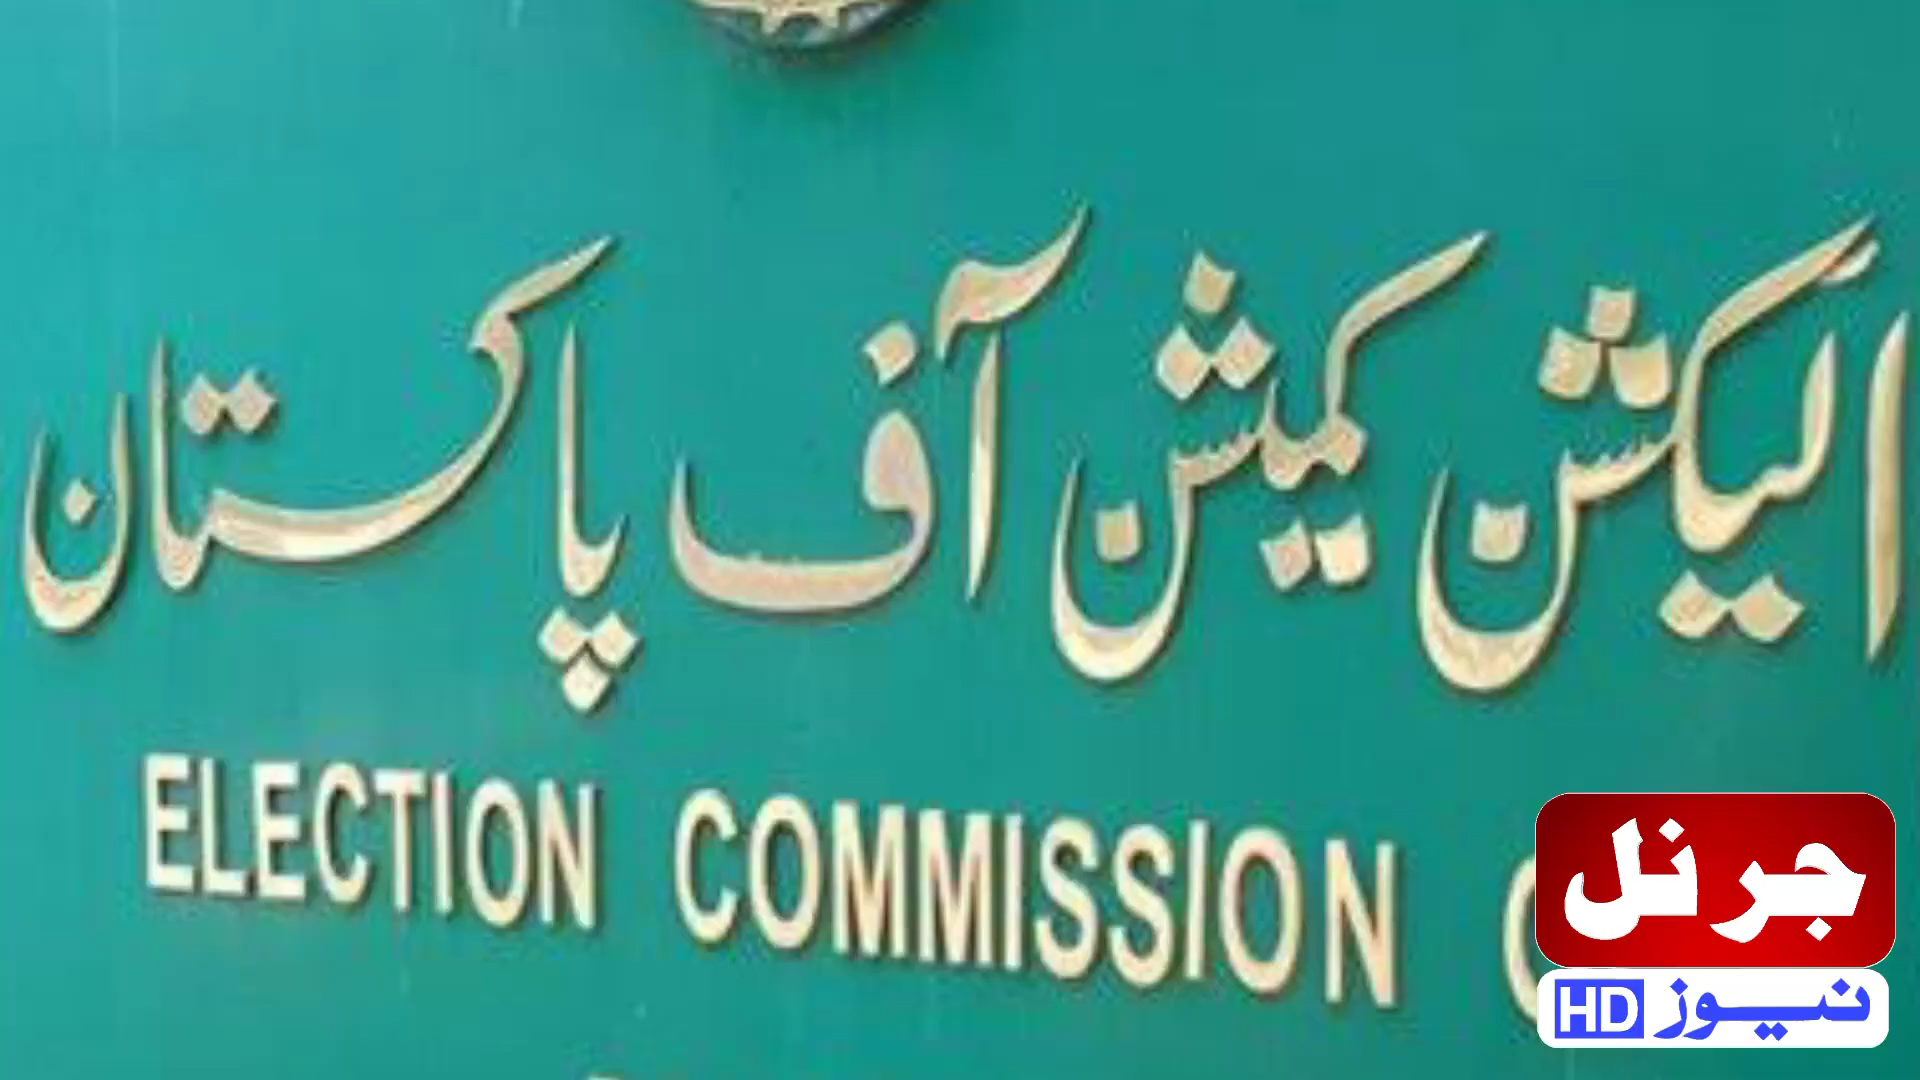 الیکشن کمیشن آف پاکستان
ELECTION COMMISSION
جرنل
نیوز HD